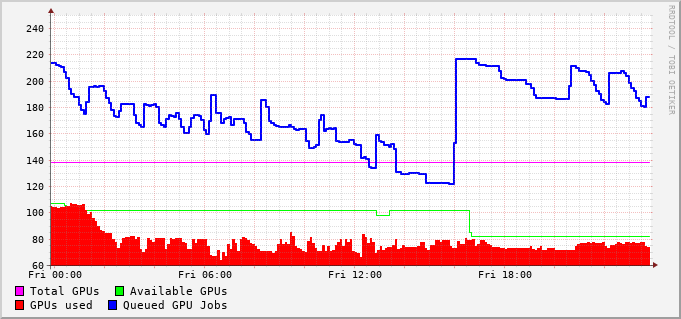 240
220
200
180
160
140
120
100
80
60
Fri 00:00 Fri 06:00 Fri 12:00 Fri 18:00
Total GPUs Available GPUs
GPUs used Queued GPU Jobs
RRDTOOL / TOBI OETIKER